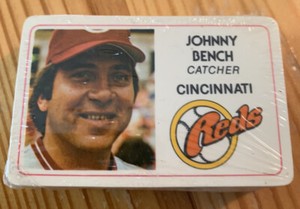 JOHNNY
BENCH
CATCHER
CINCINNATI
Reds